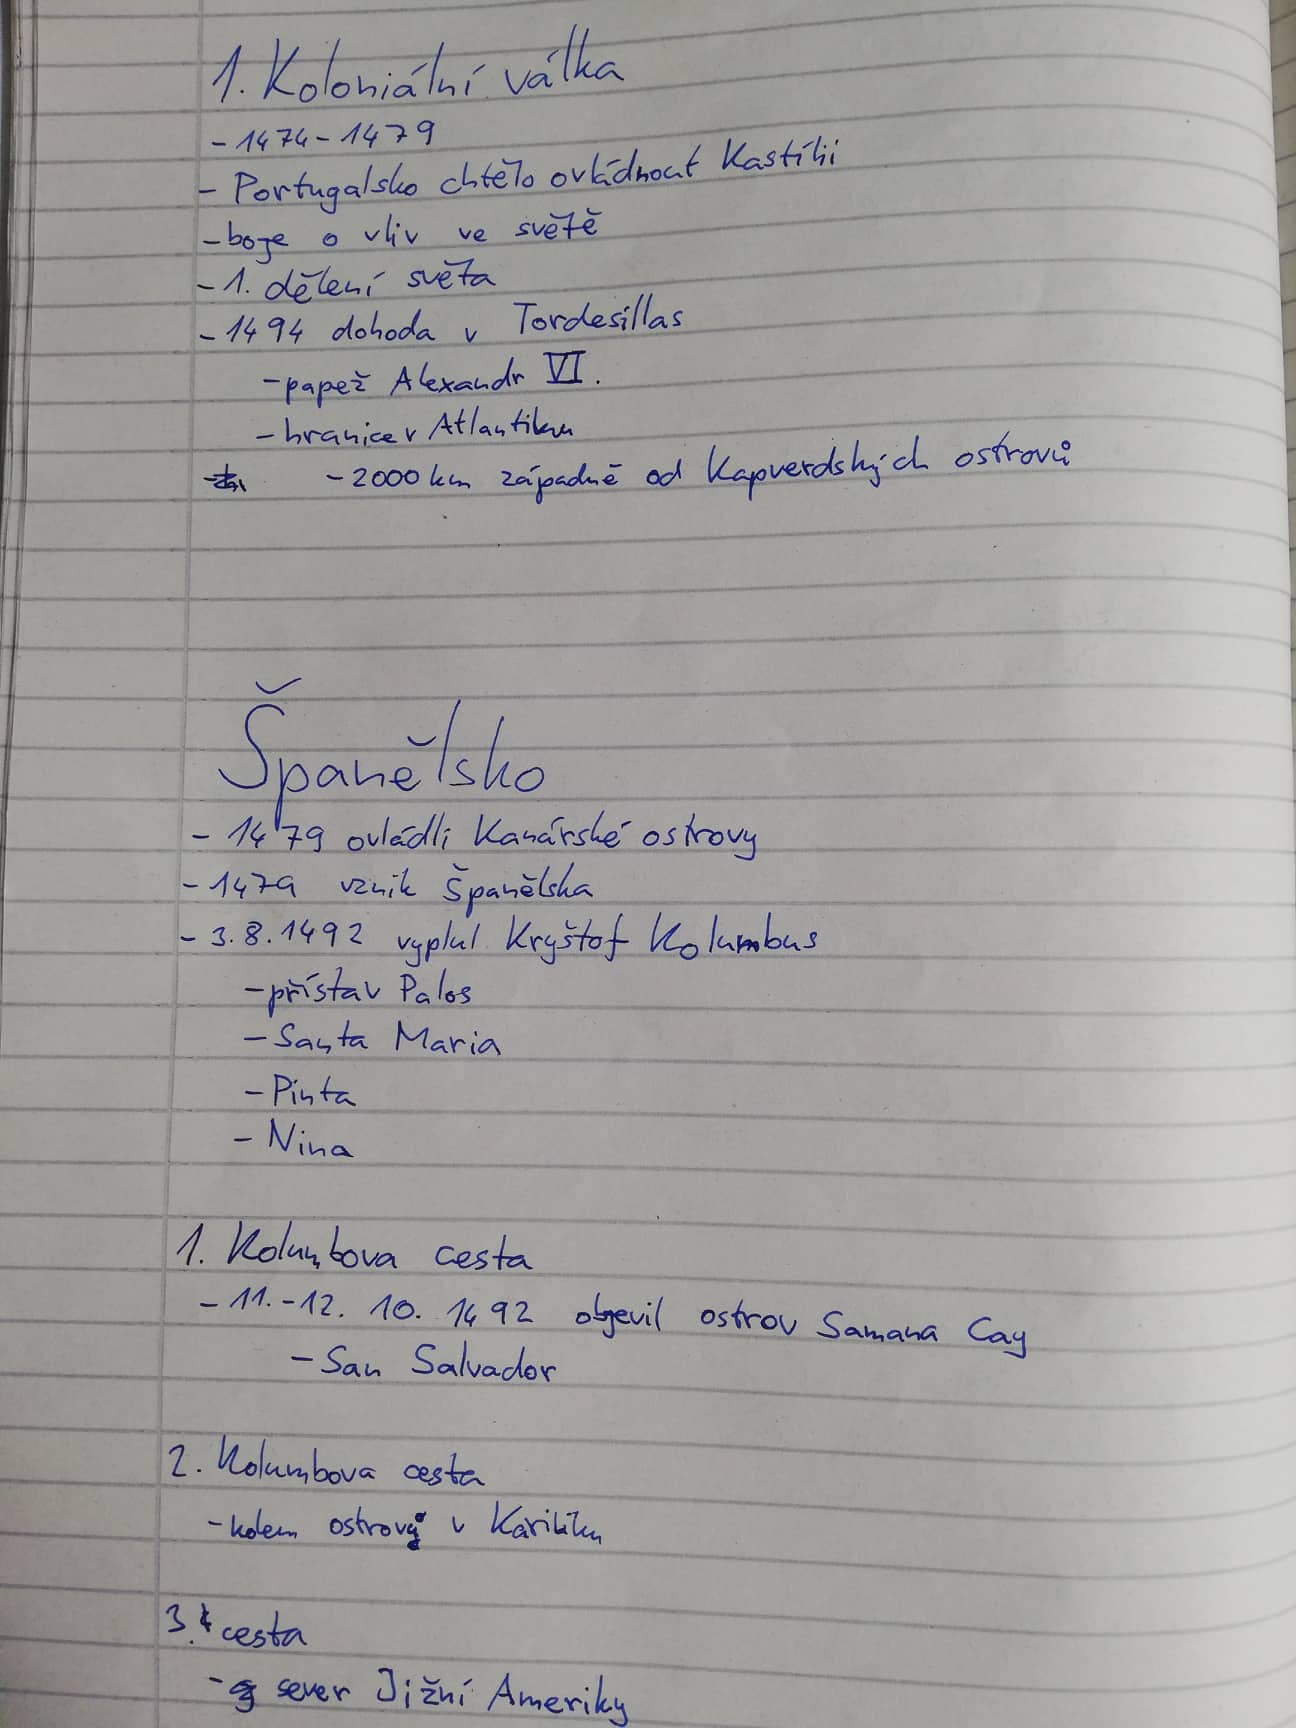 1. Koloniální válka
- 1474 - 1479
- Portugalsko chtělo ovládnout Kastílii
- boje o vliv ve světě
- 1. dělení světa
- 1494 dohoda v Tordesillas
- papež Alexandr VI.
- hranice v Atlantiku
- 2000 km západně od Kapverdských ostrovů
Španělsko
- 1479 ovládli Kanárské ostrovy
- 1479 vznik Španělska
- 3.8.1492 vyplul Kryštof Kolumbus
- přístav Palos
- Santa Maria
- Pinta
- Nina
1. Kolumbova cesta
- 11.-12. 10. 1492 objevil ostrov Samana Cay
- San Salvador
2. Kolumbova cesta
- kolem ostrovy v Karibiku
3. cesta
- sever Jižní Ameriky